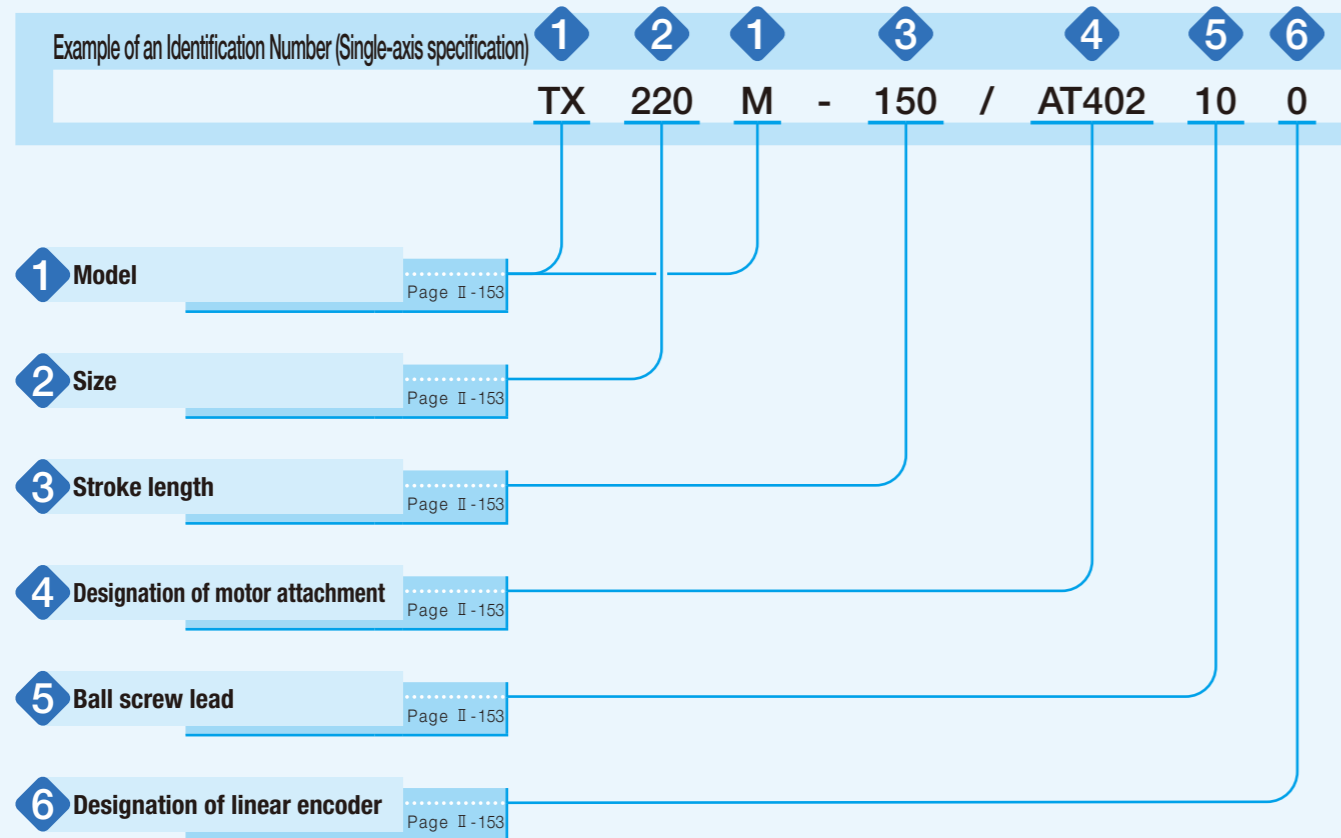 1 2 1 3 4 5 6
Example of an Identification Number (Single-axis specification)
TX 220 M - 150 / AT402 10 0
1 Model
Page Ⅱ-153
2 Size
Page Ⅱ-153
3 Stroke length
Page Ⅱ-153
4 Designation of motor attachment
Page Ⅱ-153
5 Ball screw lead
Page Ⅱ-153
6 Designation of linear encoder
Page Ⅱ-153